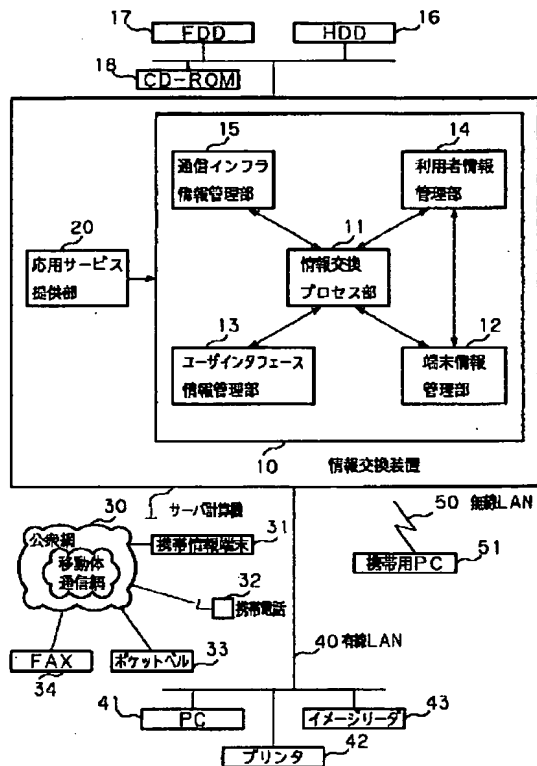 17
FDD
HDD
16
18
CD-ROM
15
通信インフラ
情報管理部
14
利用者情報
管理部
20
応用サービス
提供部
11
情報交換
プロセス部
13
ユーザインタフェース
情報管理部
12
端末情報
管理部
10
情報交換装置
サーバ計算機
30
公衆網
移動体
通信網
31
携帯情報端末
32
携帯電話
FAX
34
ポケットベル
33
50 無線LAN
携帯用PC
51
40有線LAN
41
PC
イメージリーダ
43
プリンタ
42